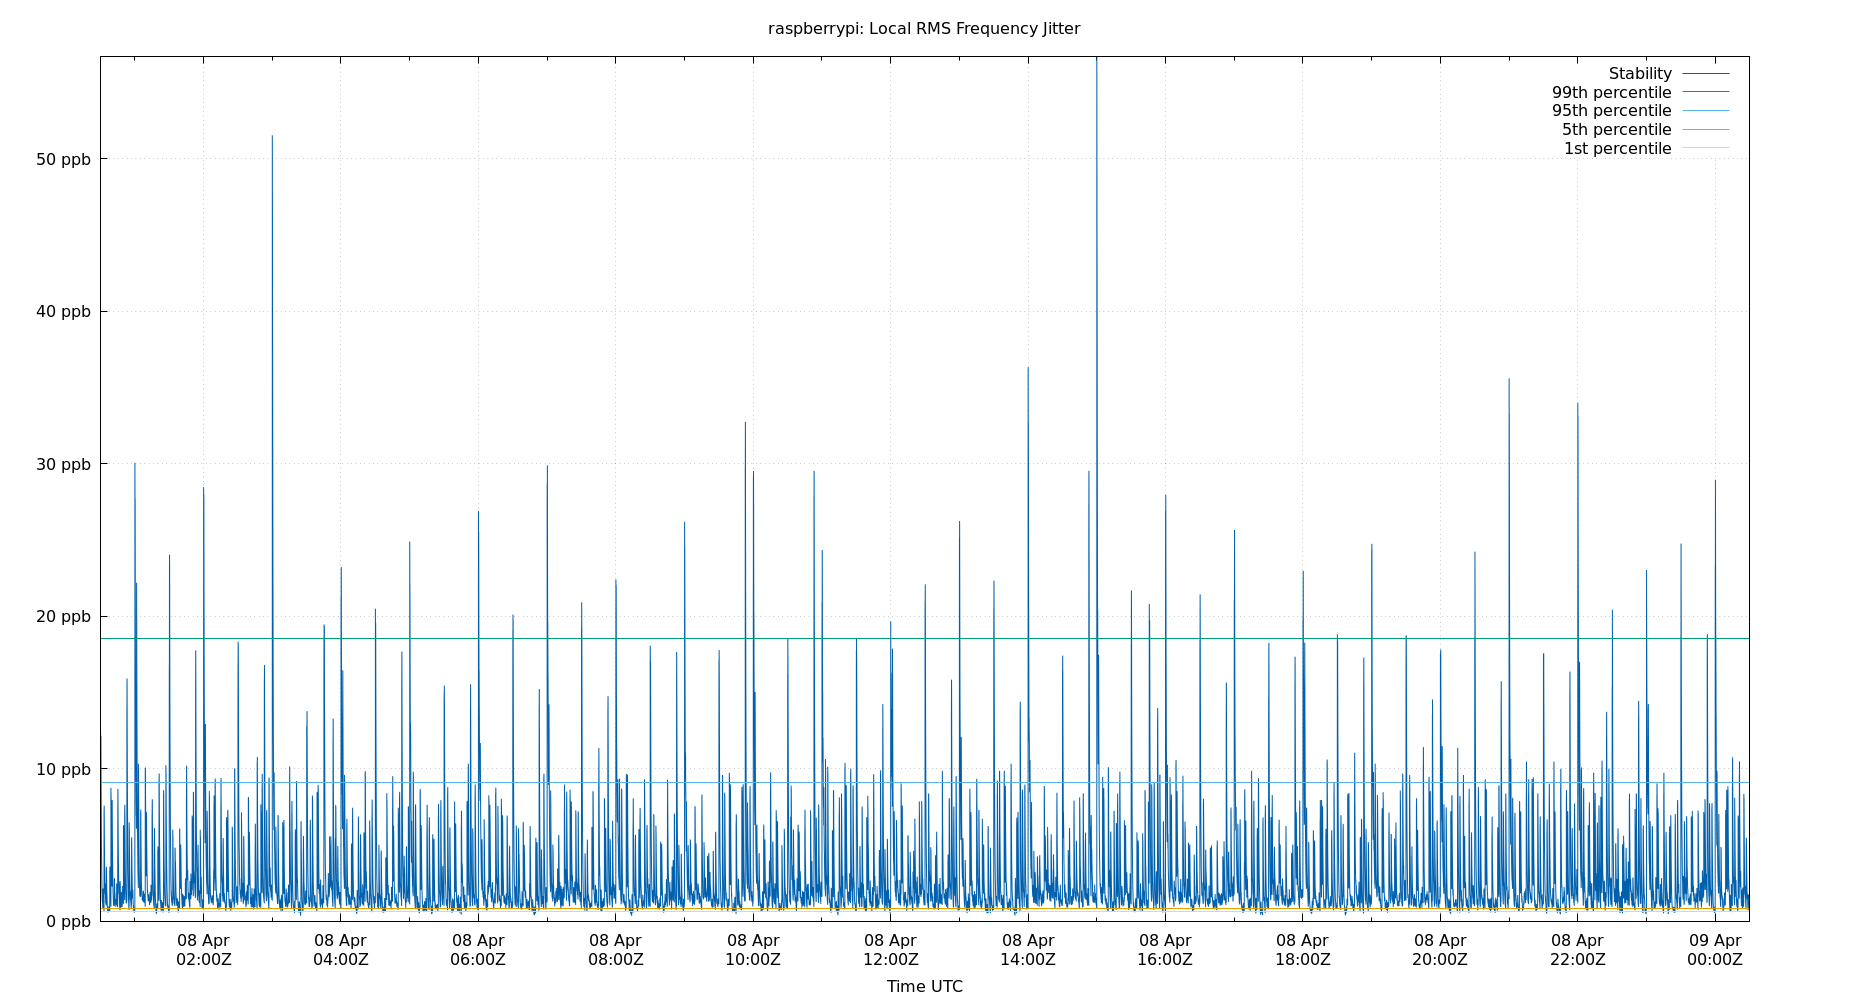 raspberrypi: Local RMS Frequency Jitter
Stability
99th percentile
95th percentile
5th percentile
1st percentile
50 ppb
40 ppb
30 ppb
20 ppb
10 ppb
0 ppb
08 Apr 08 Apr 08 Apr 08 Apr 08 Apr 08 Apr 08 Apr 08 Apr 08 Apr 08 Apr 08 Apr 09 Apr
02:00Z 04:00Z 06:00Z 08:00Z 10:00Z 12:00Z 14:00Z 16:00Z 18:00Z 20:00Z 22:00Z 00:00Z
Time UTC